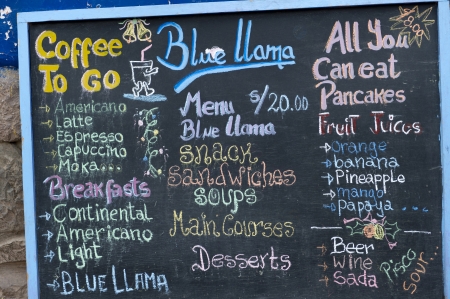 Coffee
To Go
Americano
Latte
Espresso
Capuccino
Moka...
Breakfasts
Continental
Americano
Light
BLUE LLAMA
Blue llama
Menu S/20.00
Blue llama
Snack
Sandwiches
Soups
Main Courses
Desserts
All You
Can eat
Pancakes
Fruit Juices
orange
banana
Pineapple
mango
papaya ...
Beer
Wine
Sada
Pisco
Sour